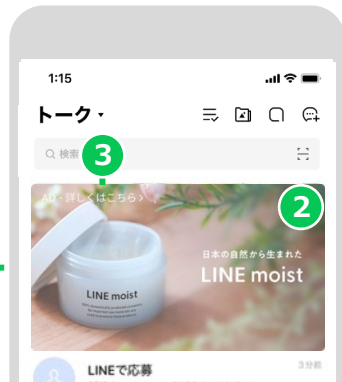 1:15
トーク
検索
3
AD・詳しくはこちら
2
日本の自然から生まれた
LINE moist
LINE moist
LINEで応募
3分前